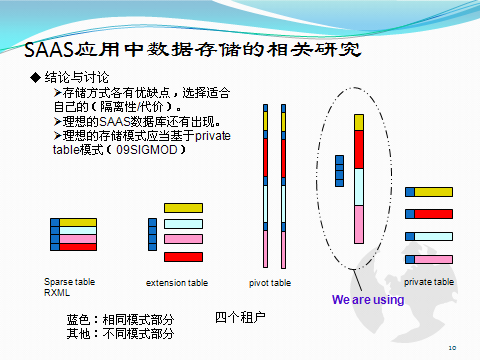 SAAS应用中数据存储的相关研究
◆ 结论与讨论
➢存储方式各有优缺点，选择适合
自己的（隔离性/代价）。
➢理想的SAAS数据库还有出现。
➢理想的存储模式应当基于private
table模式（09SIGMOD）
Sparse table
RXML
extension table
pivot table
private table
We are using
蓝色：相同模式部分
其他：不同模式部分
四个租户
10